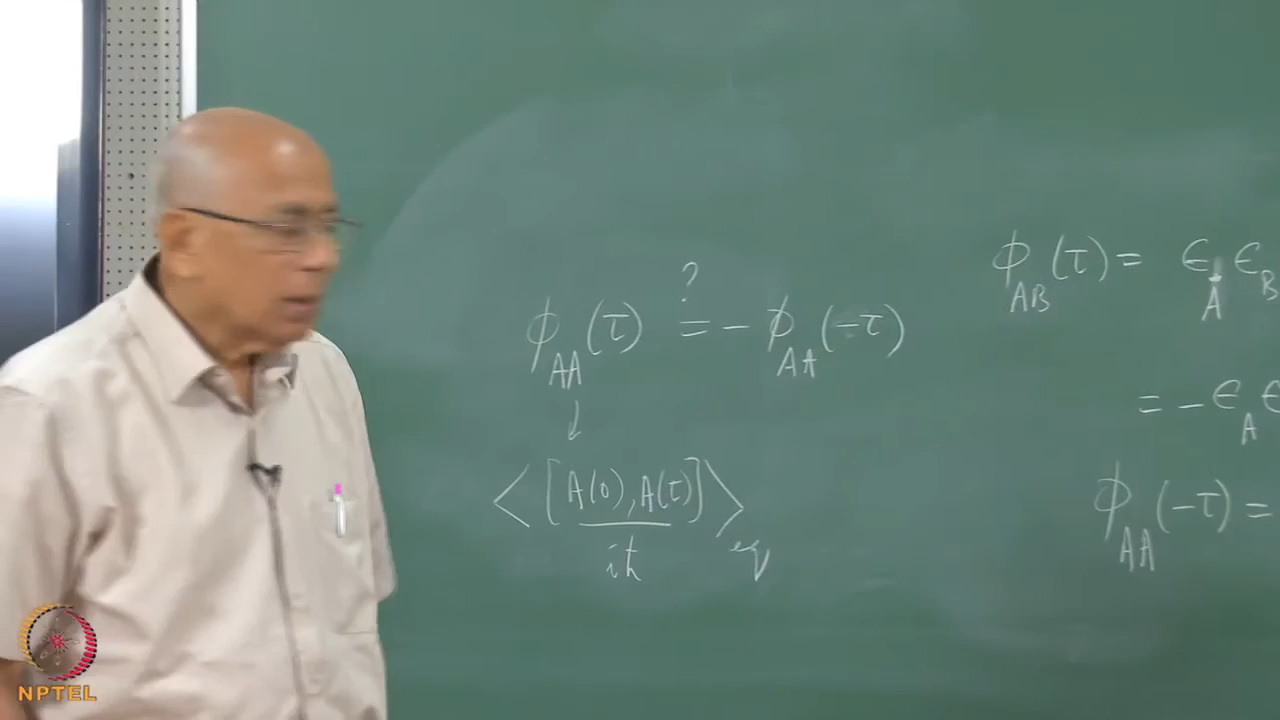 ?
ϕ_AA(τ) = − ϕ_AA(−τ)
↓
⟨[A(0), A(τ)]⟩_eq
iħ
ϕ_AB(τ) = ϵ_A ϵ_B
= − ϵ_A ϵ
ϕ_AA(−τ) =
NPTEL